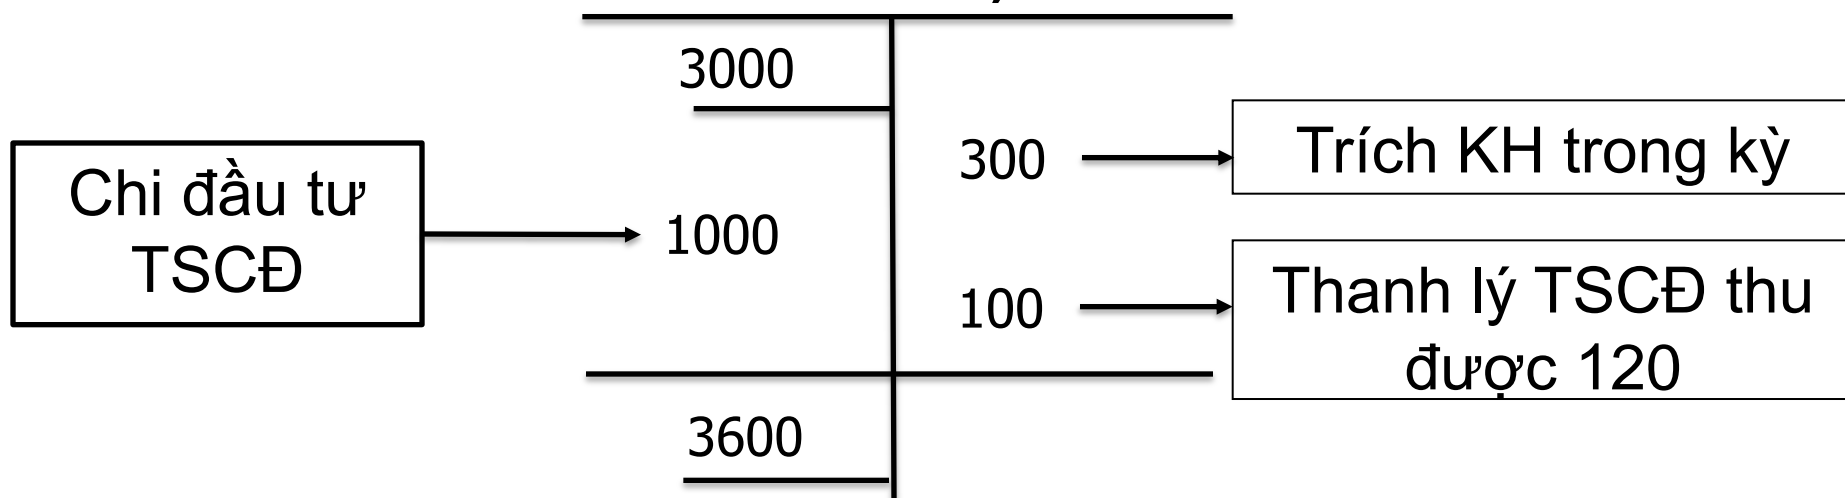 3000
300
Trích KH trong kỳ
Chi đầu tư
TSCĐ
1000
100
Thanh lý TSCĐ thu
được 120
3600